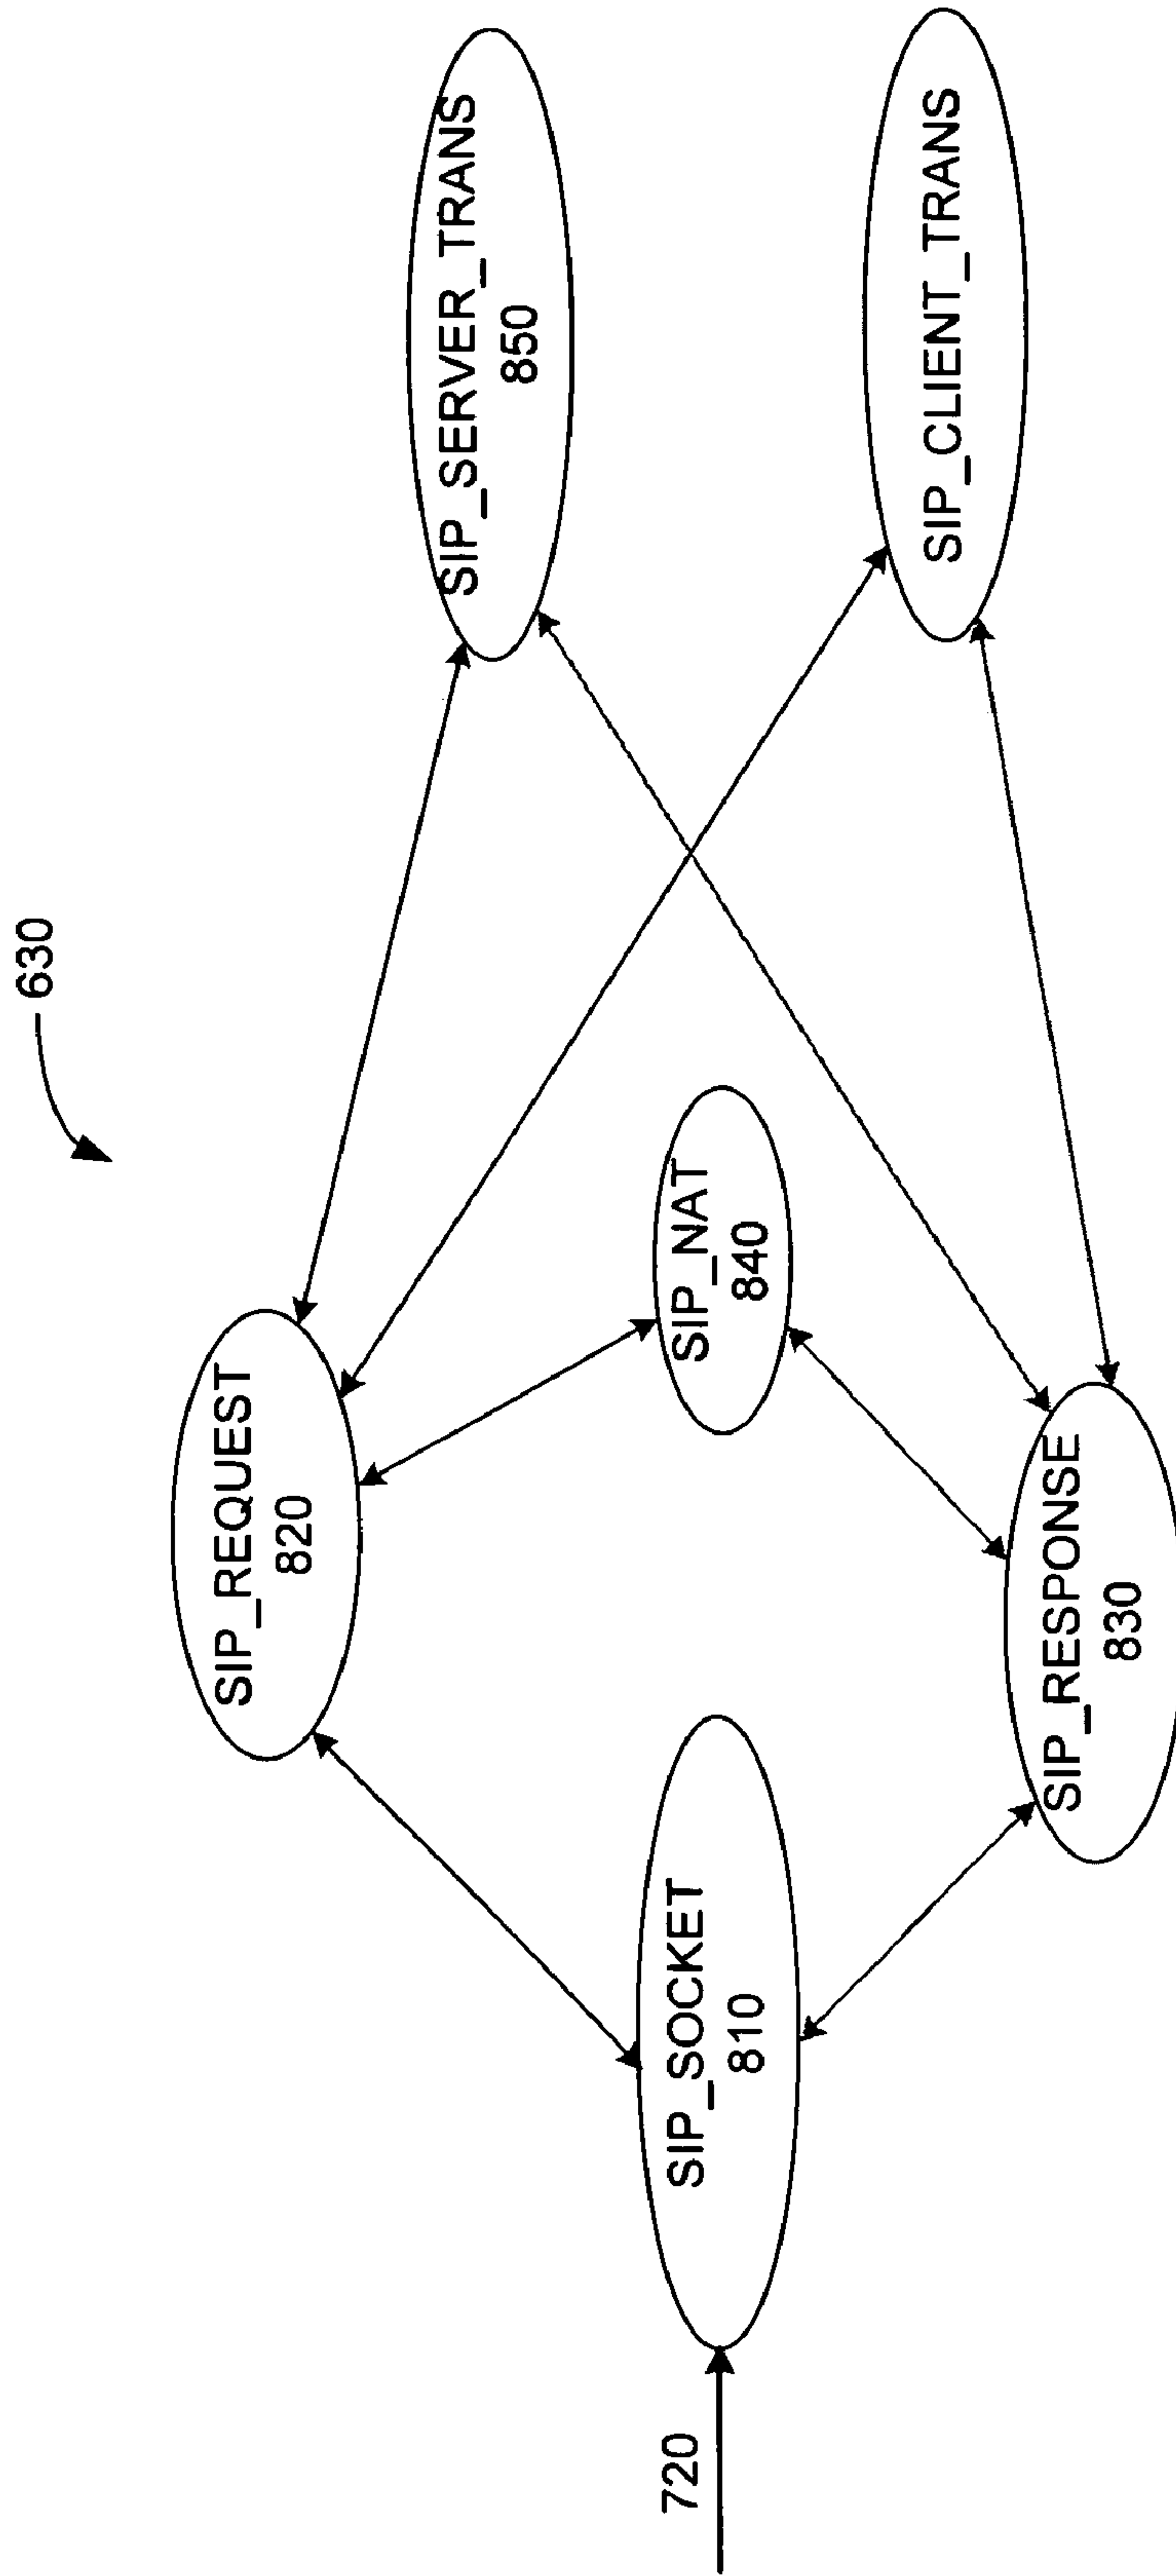 630
SIP_REQUEST
820
SIP_SERVER_TRANS
850
720
SIP_SOCKET
810
SIP_NAT
840
SIP_RESPONSE
830
SIP_CLIENT_TRANS